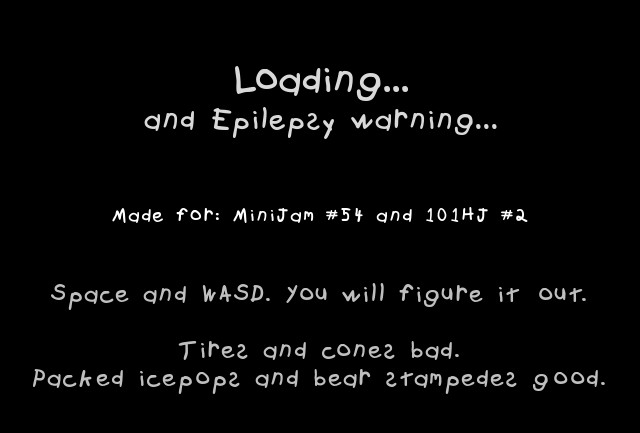 Loading...
and Epilepsy warning...
Made for: MiniJam #54 and 101HJ #2
Space and WASD. You will figure it out.
Tires and cones bad.
Packed icepops and bear stampedes good.